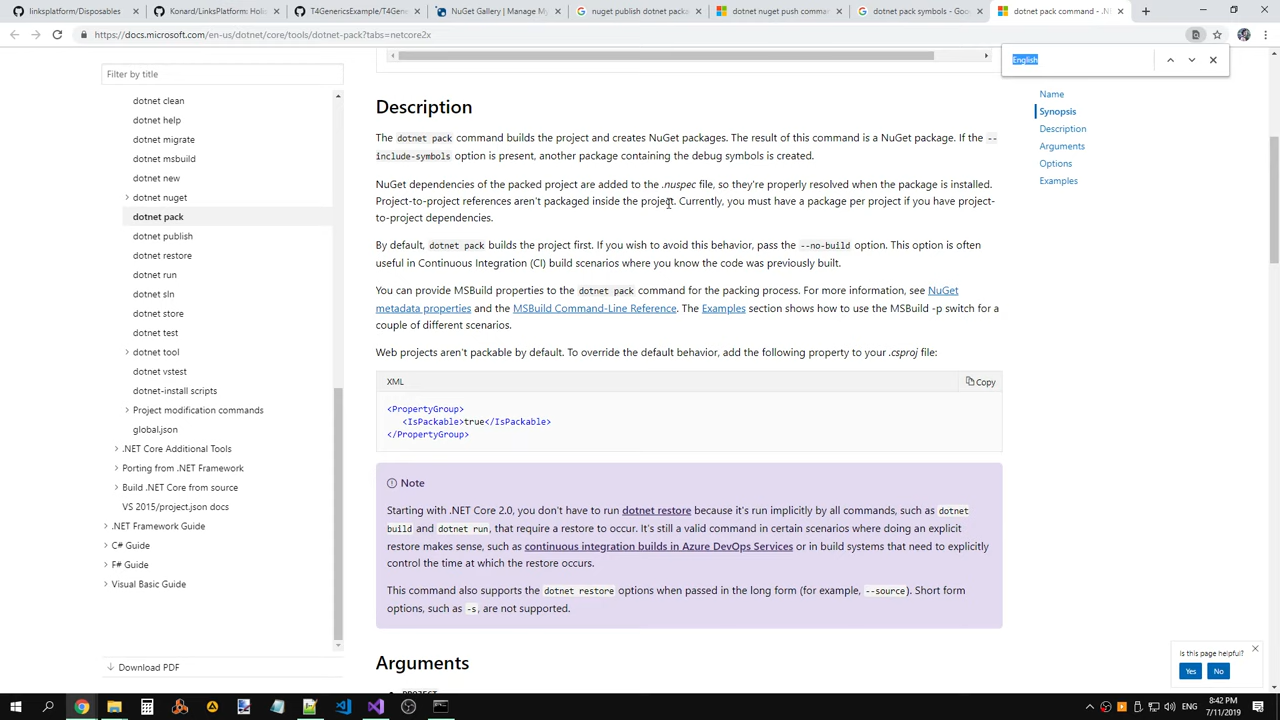 linksplatform/Disposables
Konard/LinksPlatform: Hol
T4GenericsExample/T4Gene
NuGet Gallery | Manage My
nuget publish dotnet packa
dotnet nuget push comman
dotnet pack symbols - Goo
dotnet pack command - .N
https://docs.microsoft.com/en-us/dotnet/core/tools/dotnet-pack?tabs=netcore2x
English
Filter by title
dotnet clean
dotnet help
dotnet migrate
dotnet msbuild
dotnet new
dotnet nuget
dotnet pack
dotnet publish
dotnet restore
dotnet run
dotnet sln
dotnet store
dotnet test
dotnet tool
dotnet vstest
dotnet-install scripts
Project modification commands
global.json
.NET Core Additional Tools
Porting from .NET Framework
Build .NET Core from source
VS 2015/project.json docs
.NET Framework Guide
C# Guide
F# Guide
Visual Basic Guide
Download PDF
Description
The dotnet pack command builds the project and creates NuGet packages. The result of this command is a NuGet package. If the --
include-symbols option is present, another package containing the debug symbols is created.
NuGet dependencies of the packed project are added to the .nuspec file, so they're properly resolved when the package is installed.
Project-to-project references aren't packaged inside the project. Currently, you must have a package per project if you have project-
to-project dependencies.
By default, dotnet pack builds the project first. If you wish to avoid this behavior, pass the --no-build option. This option is often
useful in Continuous Integration (CI) build scenarios where you know the code was previously built.
You can provide MSBuild properties to the dotnet pack command for the packing process. For more information, see NuGet
metadata properties and the MSBuild Command-Line Reference. The Examples section shows how to use the MSBuild -p switch for a
couple of different scenarios.
Web projects aren't packable by default. To override the default behavior, add the following property to your .csproj file:
XML
Copy
<PropertyGroup>
<IsPackable>true</IsPackable>
</PropertyGroup>
Note
Starting with .NET Core 2.0, you don't have to run dotnet restore because it's run implicitly by all commands, such as dotnet
build and dotnet run, that require a restore to occur. It's still a valid command in certain scenarios where doing an explicit
restore makes sense, such as continuous integration builds in Azure DevOps Services or in build systems that need to explicitly
control the time at which the restore occurs.
This command also supports the dotnet restore options when passed in the long form (for example, --source). Short form
options, such as -s, are not supported.
Arguments
PROJECT
Name
Synopsis
Description
Arguments
Options
Examples
Is this page helpful?
Yes
No
8:42 PM
7/11/2019